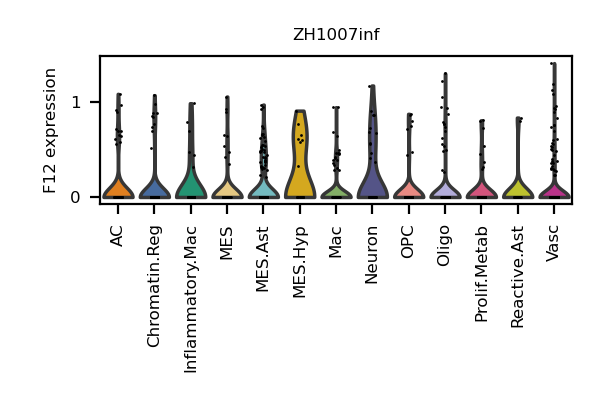 ZH1007inf
F12 expression
1
0
AC
Chromatin.Reg
Inflammatory.Mac
MES
MES.Ast
MES.Hyp
Mac
Neuron
OPC
Oligo
Prolif.Metab
Reactive.Ast
Vasc